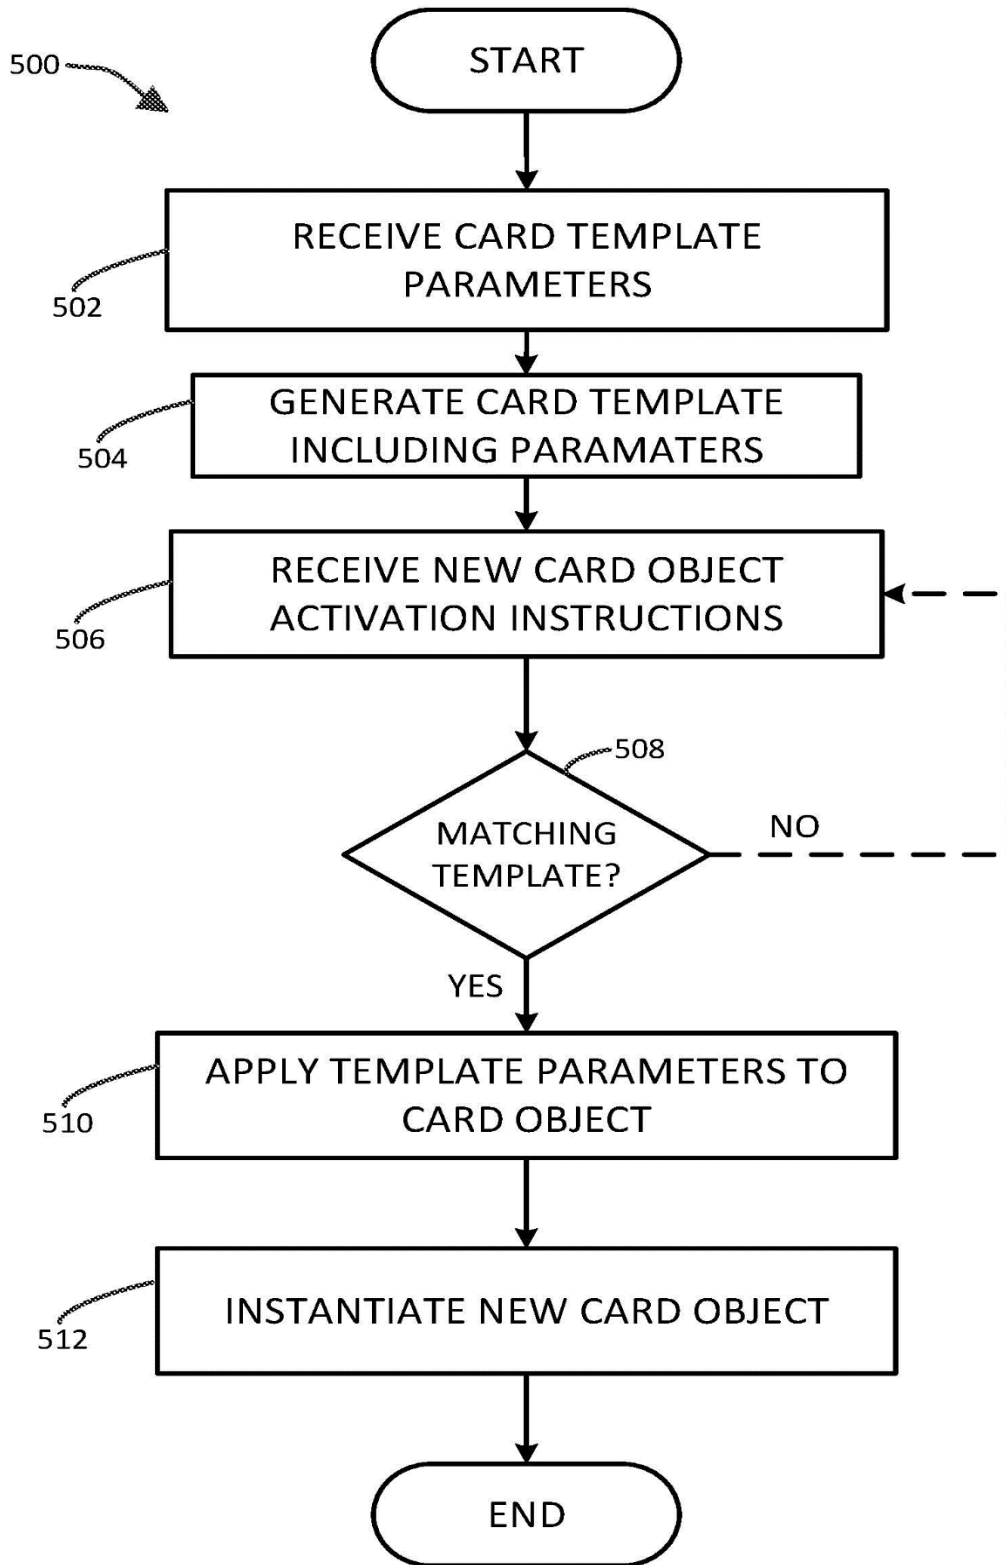 500
START
RECEIVE CARD TEMPLATE
PARAMETERS
502
GENERATE CARD TEMPLATE
INCLUDING PARAMATERS
504
RECEIVE NEW CARD OBJECT
ACTIVATION INSTRUCTIONS
506
508
MATCHING
TEMPLATE?
NO
YES
APPLY TEMPLATE PARAMETERS TO
CARD OBJECT
510
INSTANTIATE NEW CARD OBJECT
512
END